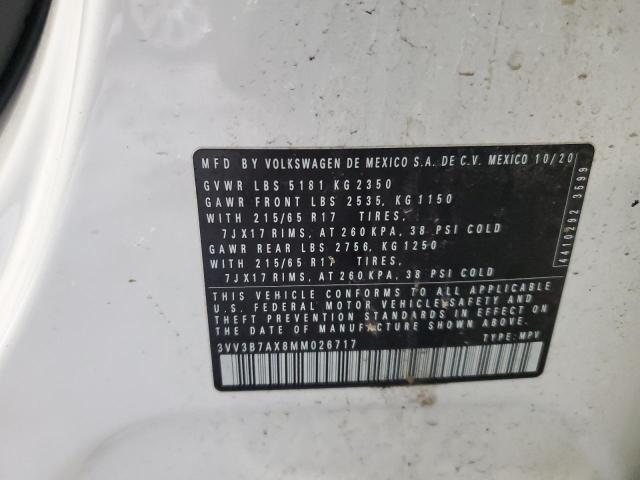 MFD BY VOLKSWAGEN DE MEXICO S.A. DE C.V. MEXICO 10/20
GVWR LBS 5181 KG 2350
GAWR FRONT LBS 2535, KG 1150
WITH 215/65 R17 TIRES.
7JX17 RIMS, AT 260 KPA, 38 PSI COLD
GAWR REAR LBS 2756, KG 1250
WITH 215/65 R17 TIRES.
7JX17 RIMS, AT 260 KPA, 38 PSI COLD
THIS VEHICLE CONFORMS TO ALL APPLICABLE
U.S. FEDERAL MOTOR VEHICLE SAFETY AND
THEFT PREVENTION STANDARDS IN EFFECT ON
THE DATE OF MANUFACTURE SHOWN ABOVE
3VV3B7AX8MM026717 TYPE: MPV
4410292 3599